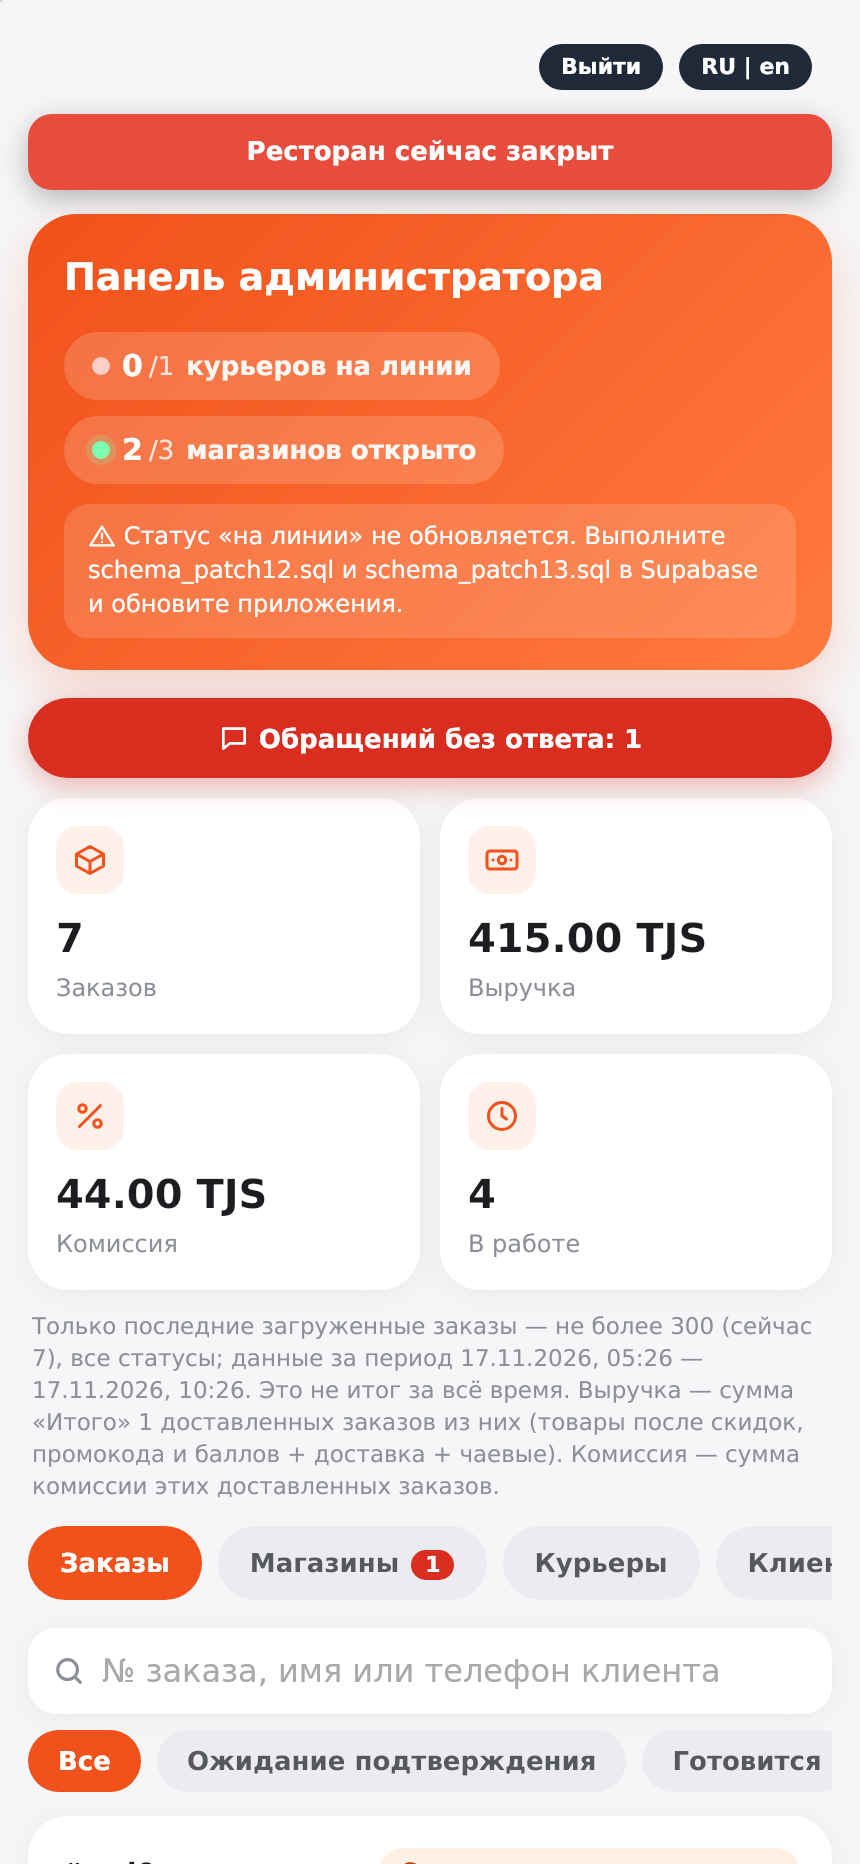 Выйти
RU | en
Ресторан сейчас закрыт
Панель администратора
0 /1 курьеров на линии
2 /3 магазинов открыто
Статус «на линии» не обновляется. Выполните
schema_patch12.sql и schema_patch13.sql в Supabase
и обновите приложения.
Обращений без ответа: 1
7
Заказов
415.00 TJS
Выручка
44.00 TJS
Комиссия
4
В работе
Только последние загруженные заказы — не более 300 (сейчас
7), все статусы; данные за период 17.11.2026, 05:26 —
17.11.2026, 10:26. Это не итог за всё время. Выручка — сумма
«Итого» 1 доставленных заказов из них (товары после скидок,
промокода и баллов + доставка + чаевые). Комиссия — сумма
комиссии этих доставленных заказов.
Заказы
Магазины 1
Курьеры
Клиен
№ заказа, имя или телефон клиента
Все
Ожидание подтверждения
Готовится